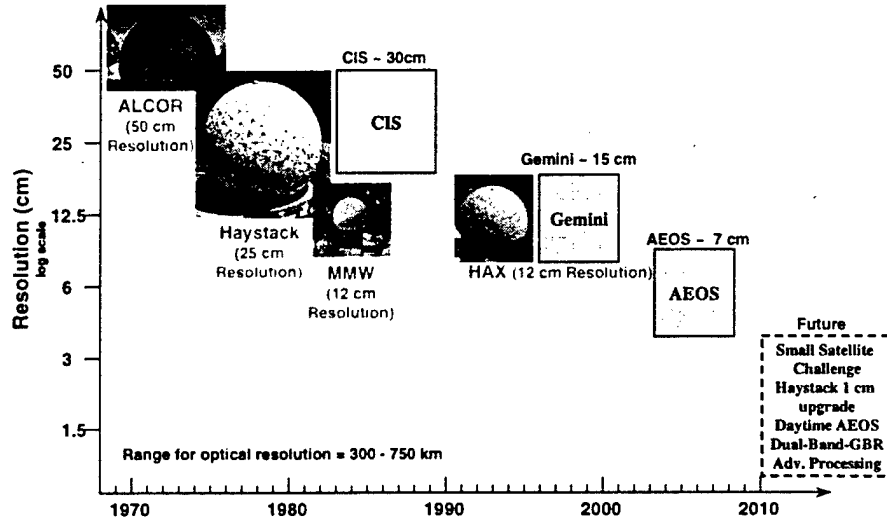 CIS ~ 30cm
50
ALCOR
(50 cm
Resolution)
CIS
25
Gemini ~ 15 cm
Resolution (cm)
log scale
12.5
Haystack
(25 cm
Resolution)
MMW
(12 cm
Resolution)
Gemini
HAX (12 cm Resolution)
AEOS ~ 7 cm
6
AEOS
Future
Small Satellite
Challenge
Haystack 1 cm
upgrade
Daytime AEOS
Dual-Band-GBR
Adv. Processing
3
1.5
Range for optical resolution = 300 - 750 km
1970
1980
1990
2000
2010